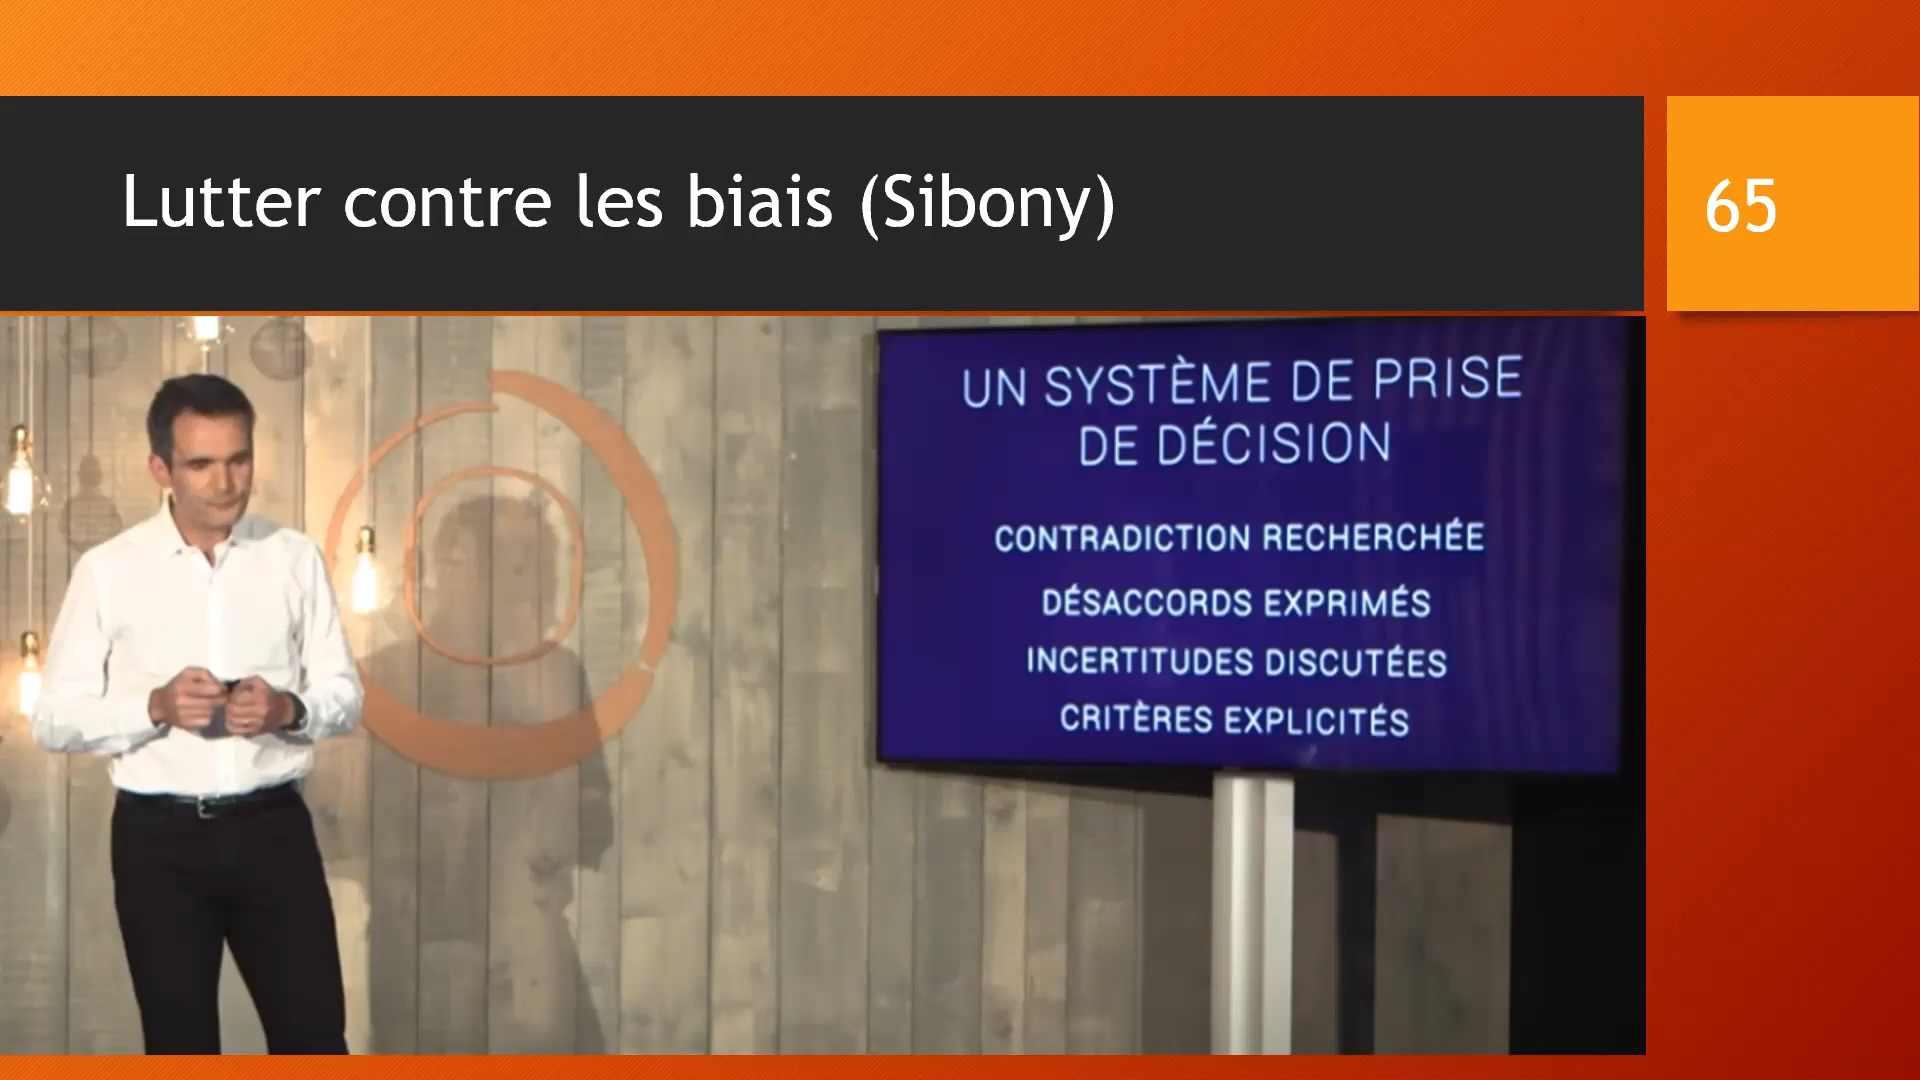 Lutter contre les biais (Sibony)
65
UN SYSTÈME DE PRISE
DE DÉCISION
CONTRADICTION RECHERCHÉE
DÉSACCORDS EXPRIMÉS
INCERTITUDES DISCUTÉES
CRITÈRES EXPLICITÉS